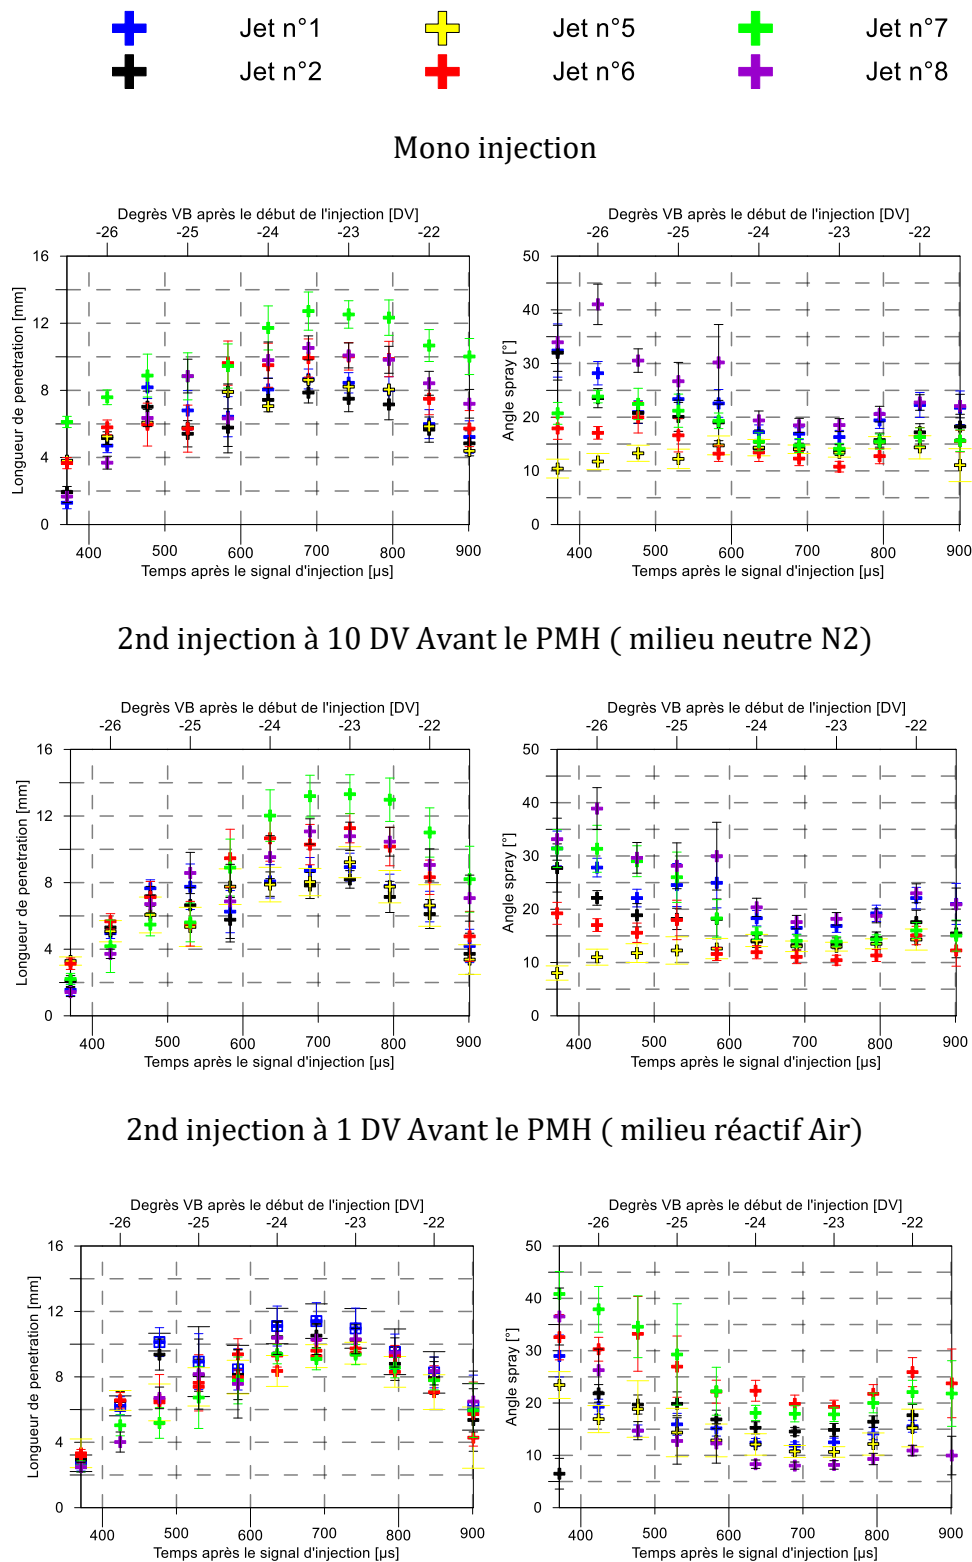 Jet n°1 Jet n°5 Jet n°7
Jet n°2 Jet n°6 Jet n°8
Mono injection
Degrès VB après le début de l'injection [DV] Degrès VB après le début de l'injection [DV]
-26 -25 -24 -23 -22 -26 -25 -24 -23 -22
Longueur de penetration [mm]
16
12
8
4
0
400 500 600 700 800 900
Temps après le signal d'injection [µs]
Angle spray [°]
50
40
30
20
10
0
400 500 600 700 800 900
Temps après le signal d'injection [µs]
2nd injection à 10 DV Avant le PMH ( milieu neutre N2)
Degrès VB après le début de l'injection [DV] Degrès VB après le début de l'injection [DV]
-26 -25 -24 -23 -22 -26 -25 -24 -23 -22
Longueur de penetration [mm]
16
12
8
4
0
400 500 600 700 800 900
Temps après le signal d'injection [µs]
Angle spray [°]
50
40
30
20
10
0
400 500 600 700 800 900
Temps après le signal d'injection [µs]
2nd injection à 1 DV Avant le PMH ( milieu réactif Air)
Degrès VB après le début de l'injection [DV] Degrès VB après le début de l'injection [DV]
-26 -25 -24 -23 -22 -26 -25 -24 -23 -22
Longueur de penetration [mm]
16
12
8
4
0
400 500 600 700 800 900
Temps après le signal d'injection [µs]
Angle spray [°]
50
40
30
20
10
0
400 500 600 700 800 900
Temps après le signal d'injection [µs]